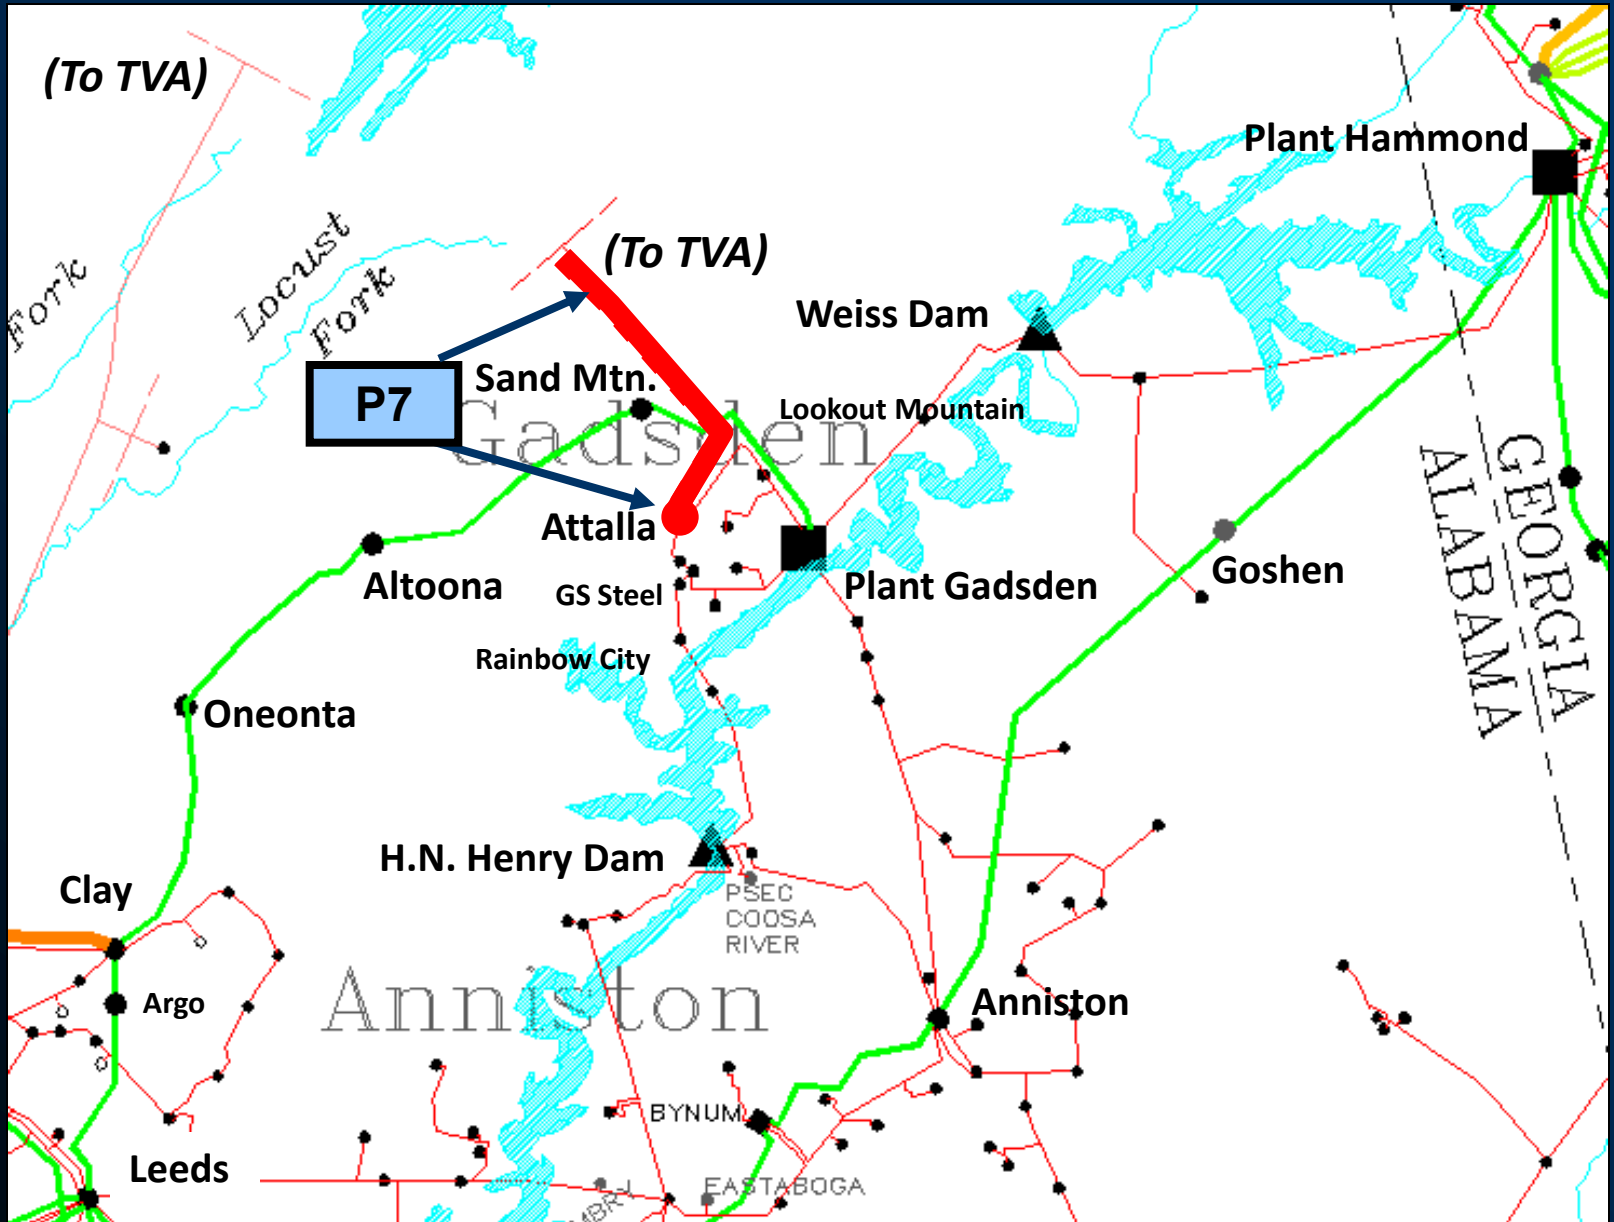 (To TVA)
Plant Hammond
Locust
Fork
Fork
(To TVA)
Weiss Dam
Sand Mtn.
P7
Lookout Mountain
Gadsden
GEORGIA
ALABAMA
Attalla
Altoona
GS Steel
Plant Gadsden
Goshen
Rainbow City
Oneonta
H.N. Henry Dam
Clay
PSEC
COOSA
RIVER
Argo
Anniston
Anniston
BYNUM
Leeds
EASTABOGA